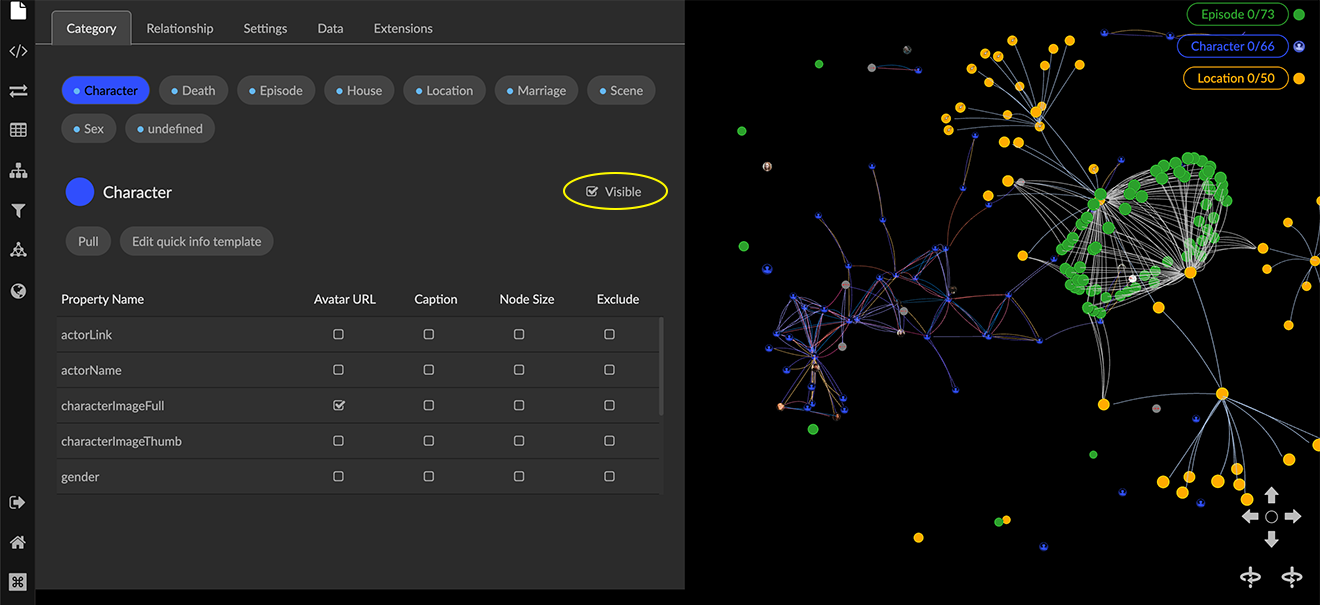 Category Relationship Settings Data Extensions
Character Death Episode House Location Marriage Scene
Sex undefined
Character Visible
Pull Edit quick info template
Property Name Avatar URL Caption Node Size Exclude
actorLink
actorName
characterImageFull
characterImageThumb
gender
Episode 0/73
Character 0/66
Location 0/50